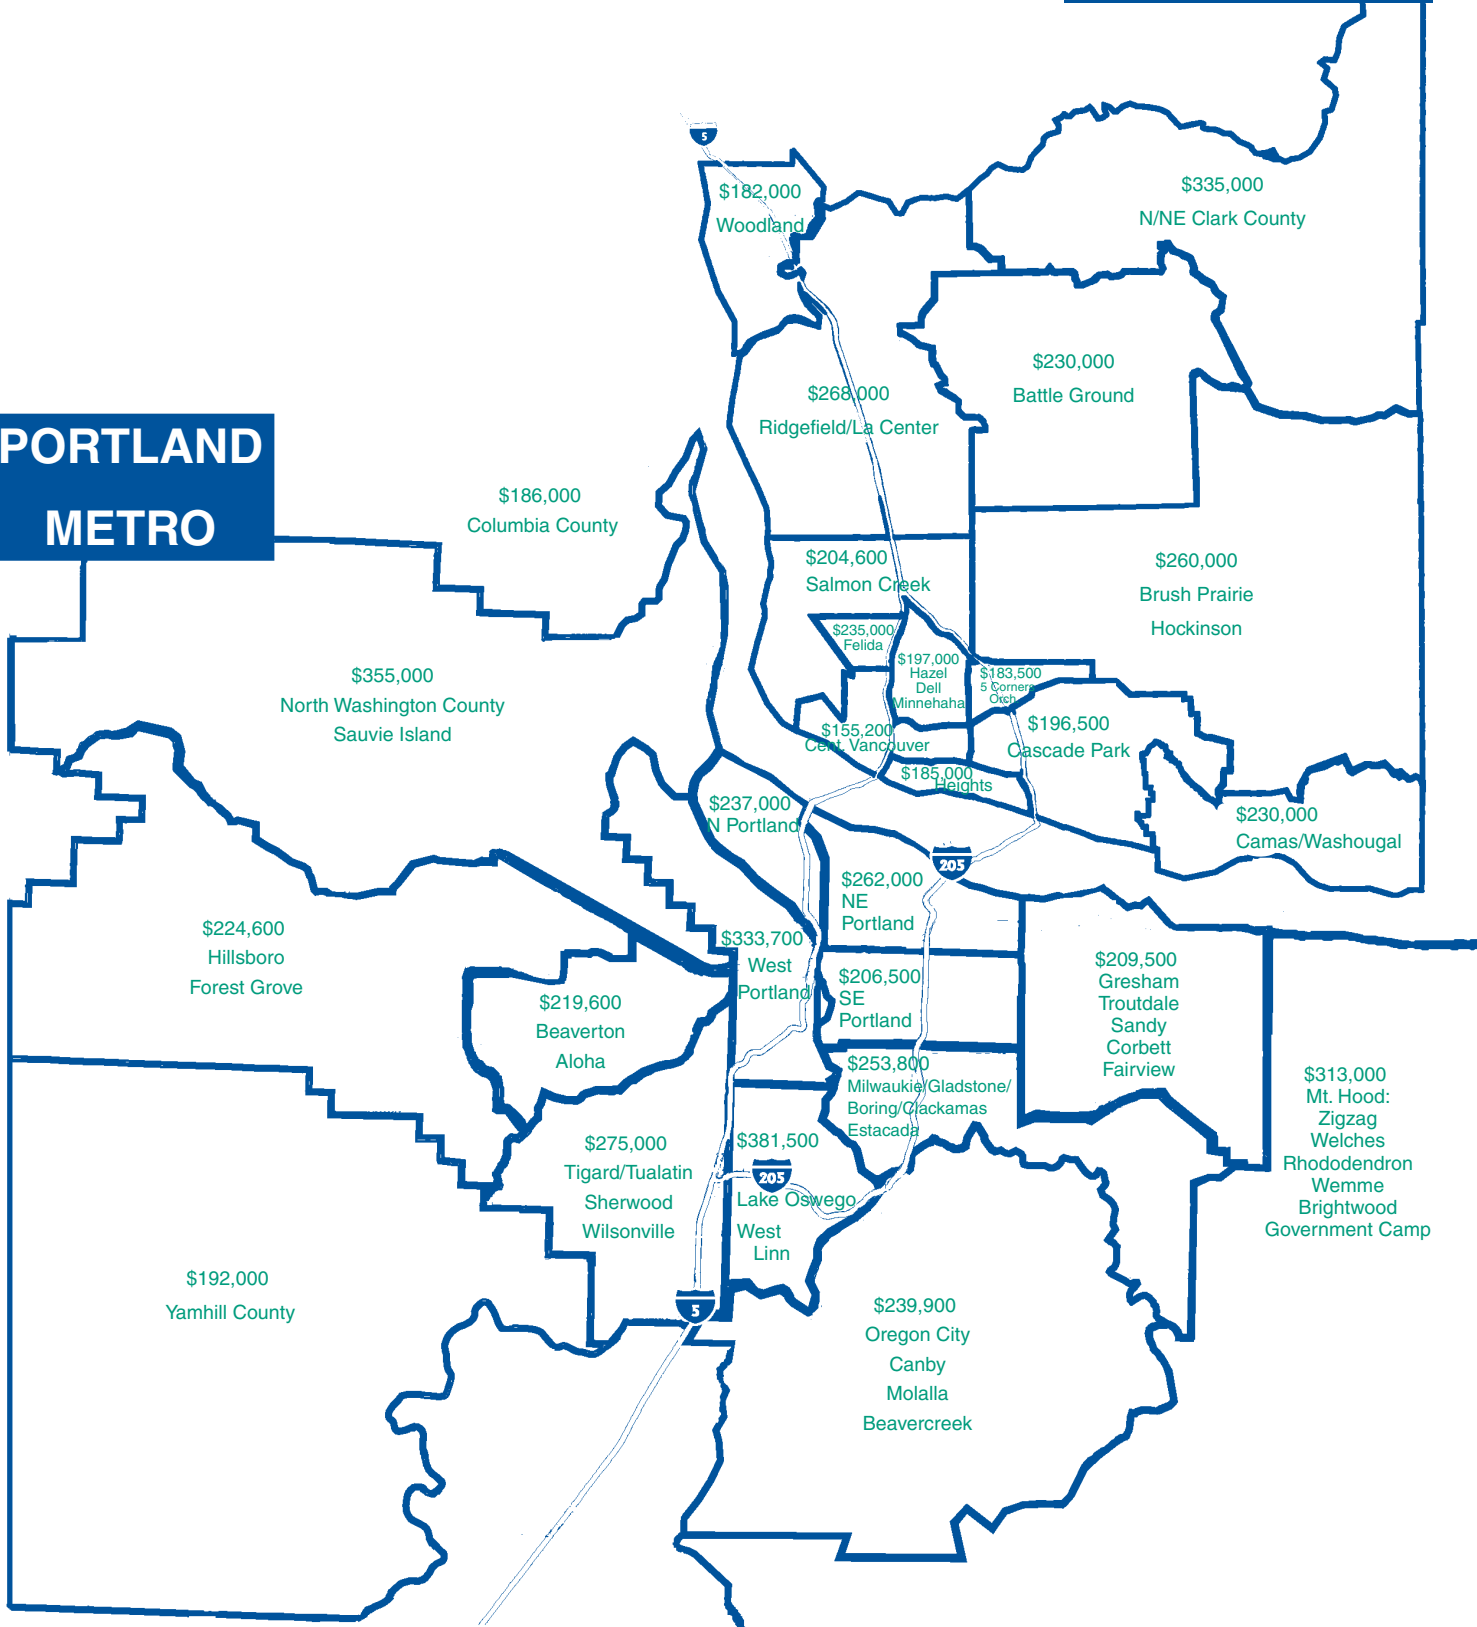 5
$182,000
Woodland
$335,000
N/NE Clark County
$230,000
Battle Ground
$268,000
Ridgefield/La Center
PORTLAND
METRO
$186,000
Columbia County
$204,600
Salmon Creek
$260,000
Brush Prairie
Hockinson
$235,000
Felida
$197,000
Hazel
Dell
Minnehaha
$183,500
5 Corners
Orch
$355,000
North Washington County
Sauvie Island
$155,200
Cent. Vancouver
$196,500
Cascade Park
$185,000
Heights
$237,000
N Portland
$230,000
Camas/Washougal
205
$262,000
NE
Portland
$224,600
Hillsboro
Forest Grove
$333,700
West
Portland
$206,500
SE
Portland
$209,500
Gresham
Troutdale
Sandy
Corbett
Fairview
$219,600
Beaverton
Aloha
$253,800
Milwaukie/Gladstone/
Boring/Clackamas
Estacada
$313,000
Mt. Hood:
Zigzag
Welches
Rhododendron
Wemme
Brightwood
Government Camp
$275,000
Tigard/Tualatin
Sherwood
Wilsonville
$381,500
205
Lake Oswego
West
Linn
$192,000
Yamhill County
5
$239,900
Oregon City
Canby
Molalla
Beavercreek